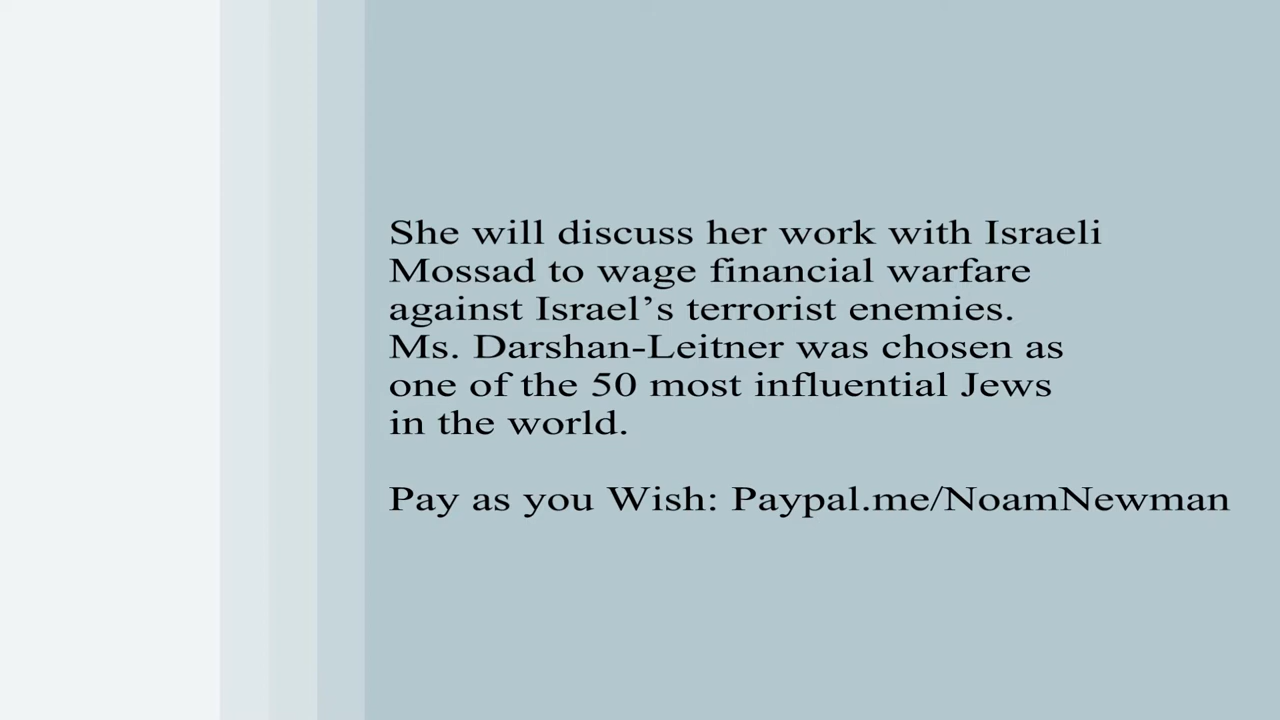 She will discuss her work with Israeli
Mossad to wage financial warfare
against Israel’s terrorist enemies.
Ms. Darshan-Leitner was chosen as
one of the 50 most influential Jews
in the world.
Pay as you Wish: Paypal.me/NoamNewman